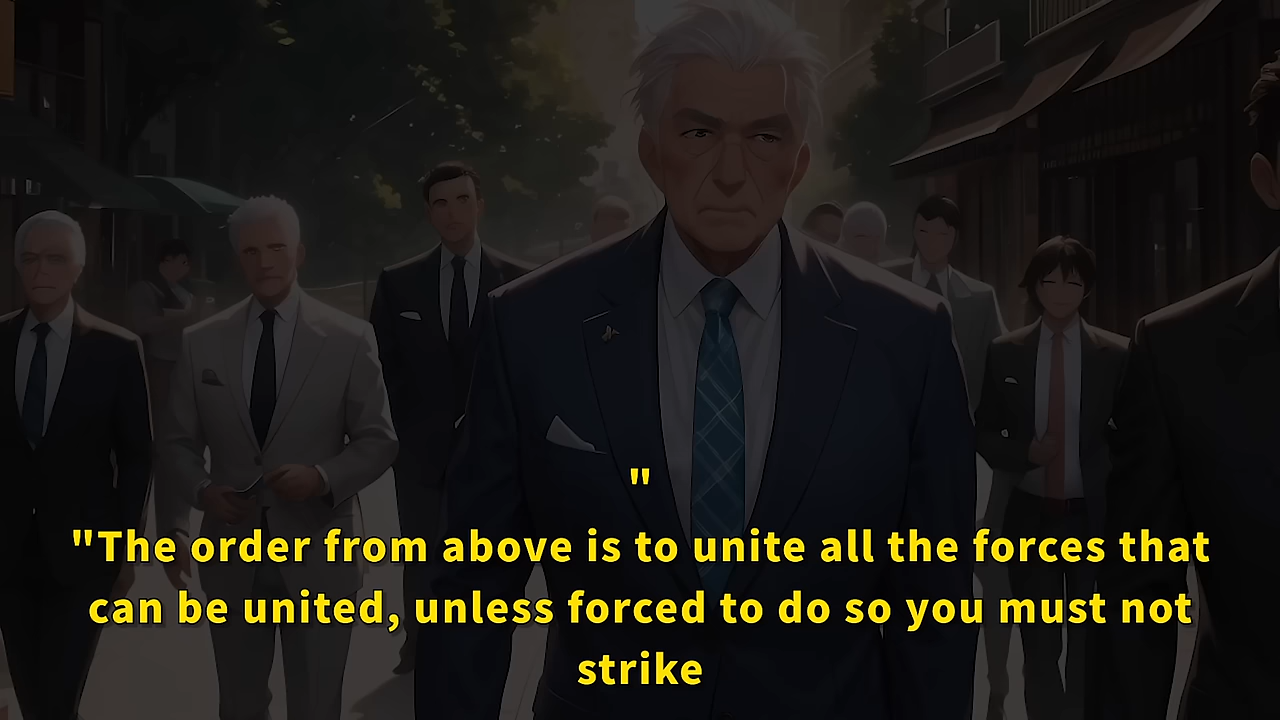 "
"The order from above is to unite all the forces that
can be united, unless forced to do so you must not
strike